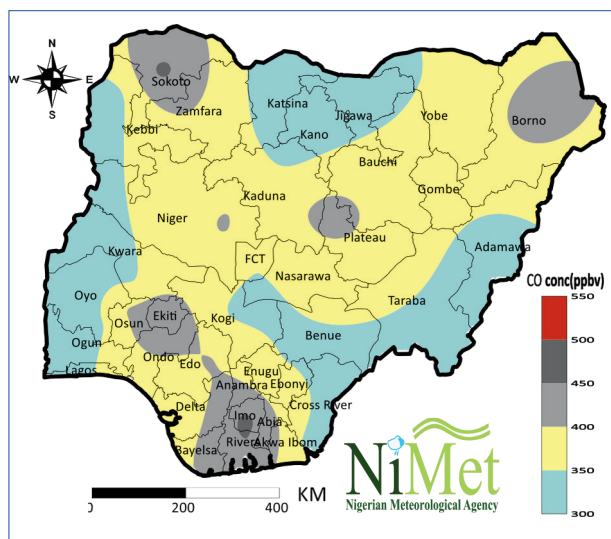 N
W E
S
Sokoto
Zamfara
Kebbi
Katsina
Jigawa
Kano
Yobe
Borno
Bauchi
Gombe
Kaduna
Niger
Plateau
FCT
Nasarawa
Adamawa
Taraba
Kwara
Oyo
Osun
Ekiti
Kogi
Benue
Ogun
Ondo
Edo
Lagos
Enugu
Anambra
Ebonyi
Delta
Imo
Abia
Cross River
Bayelsa
Rivers
Akwa Ibom
CO conc(ppbv)
550
500
450
400
350
300
NiMet
Nigerian Meteorological Agency
0 200 400
KM